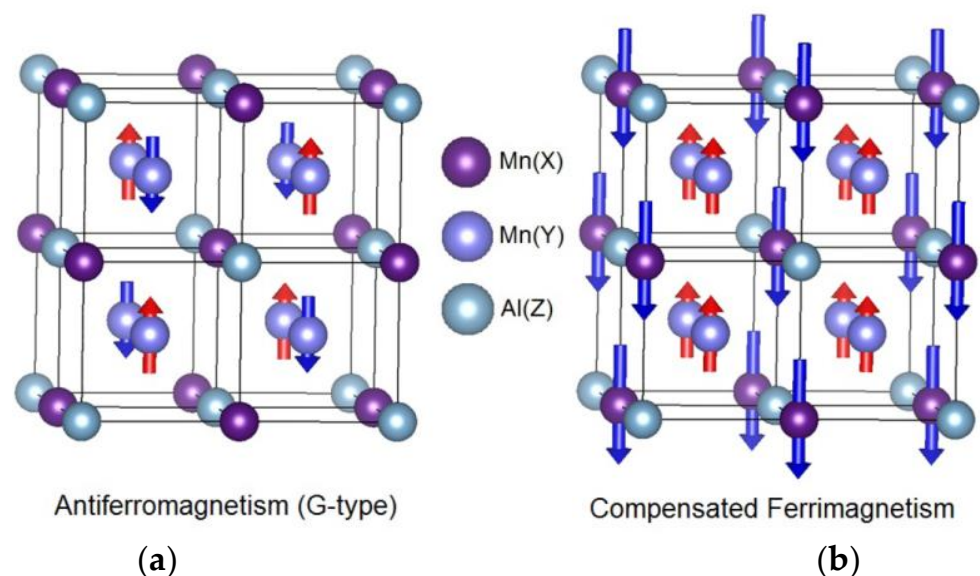 Mn(X)
Mn(Y)
Al(Z)
Antiferromagnetism (G-type)
Compensated Ferrimagnetism
(a)
(b)